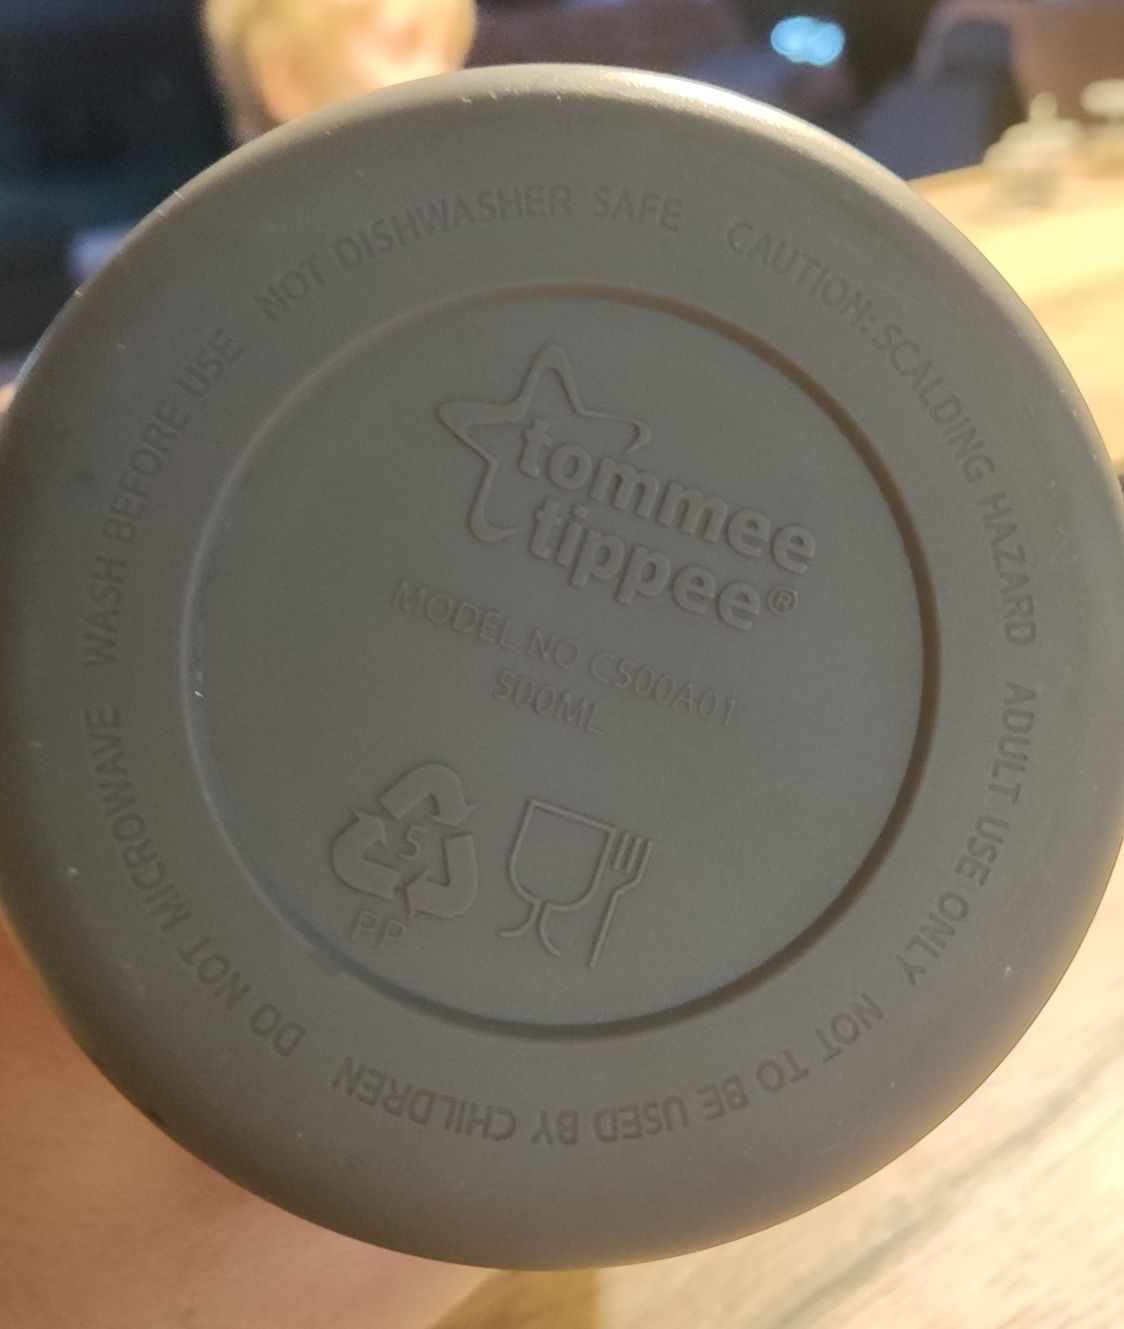 NOT DISHWASHER SAFE
CAUTION: SCALDING HAZARD
ADULT USE ONLY
NOT TO BE USED BY CHILDREN
DO NOT MICROWAVE
WASH BEFORE USE
tommee
tippee®
MODEL NO C500A01
500ML
5
PP